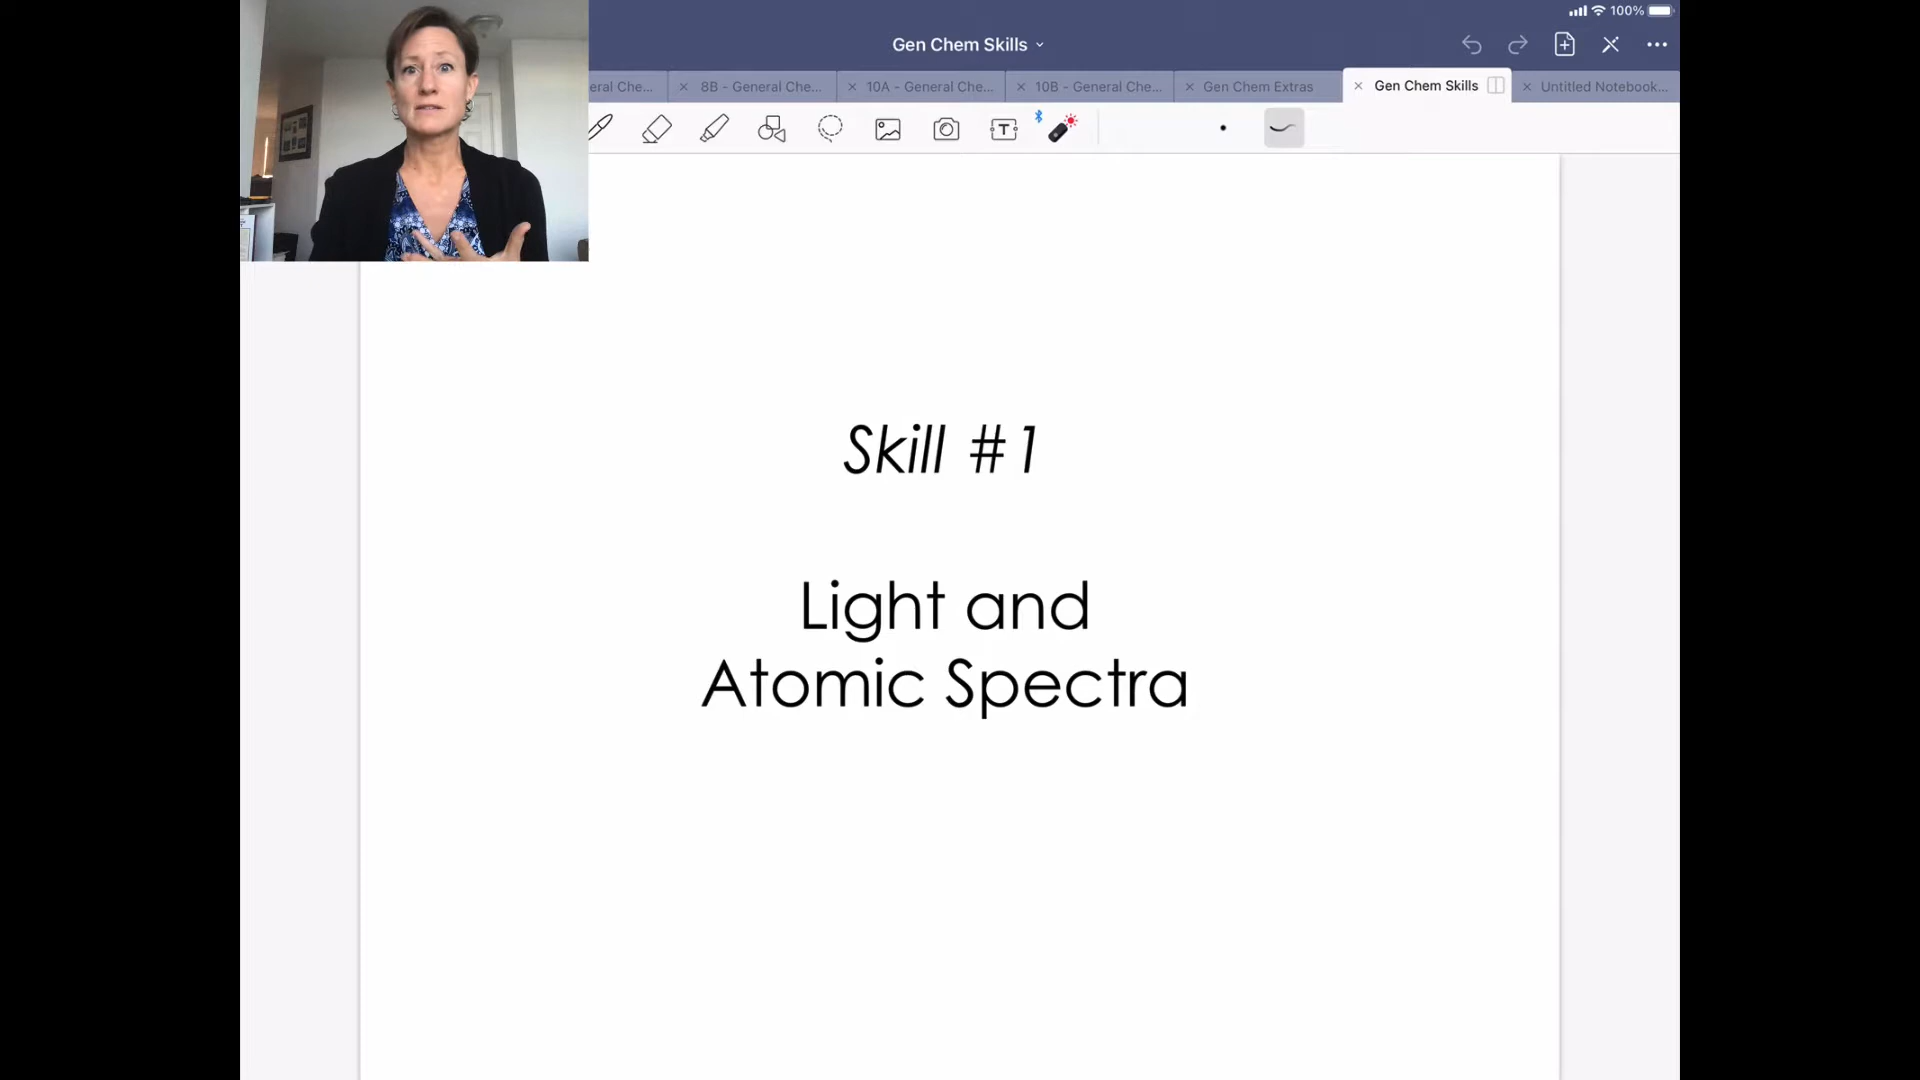 100%
Gen Chem Skills
eral Che...
8B - General Che...
10A - General Che...
10B - General Che...
Gen Chem Extras
Gen Chem Skills
Untitled Notebook...
T
Skill #1
Light and
Atomic Spectra